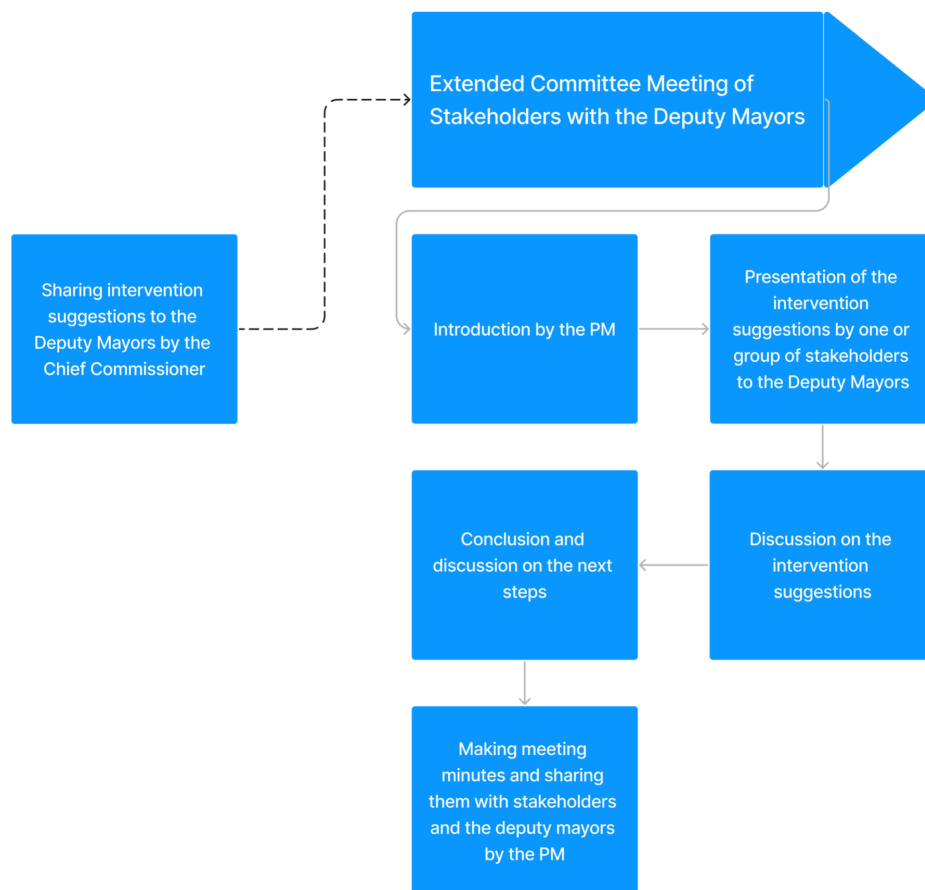 Extended Committee Meeting of
Stakeholders with the Deputy Mayors
Sharing intervention
suggestions to the
Deputy Mayors by the
Chief Commissioner
Introduction by the PM
Presentation of the
intervention
suggestions by one or
group of stakeholders
to the Deputy Mayors
Conclusion and
discussion on the next
steps
Discussion on the
intervention
suggestions
Making meeting
minutes and sharing
them with stakeholders
and the deputy mayors
by the PM